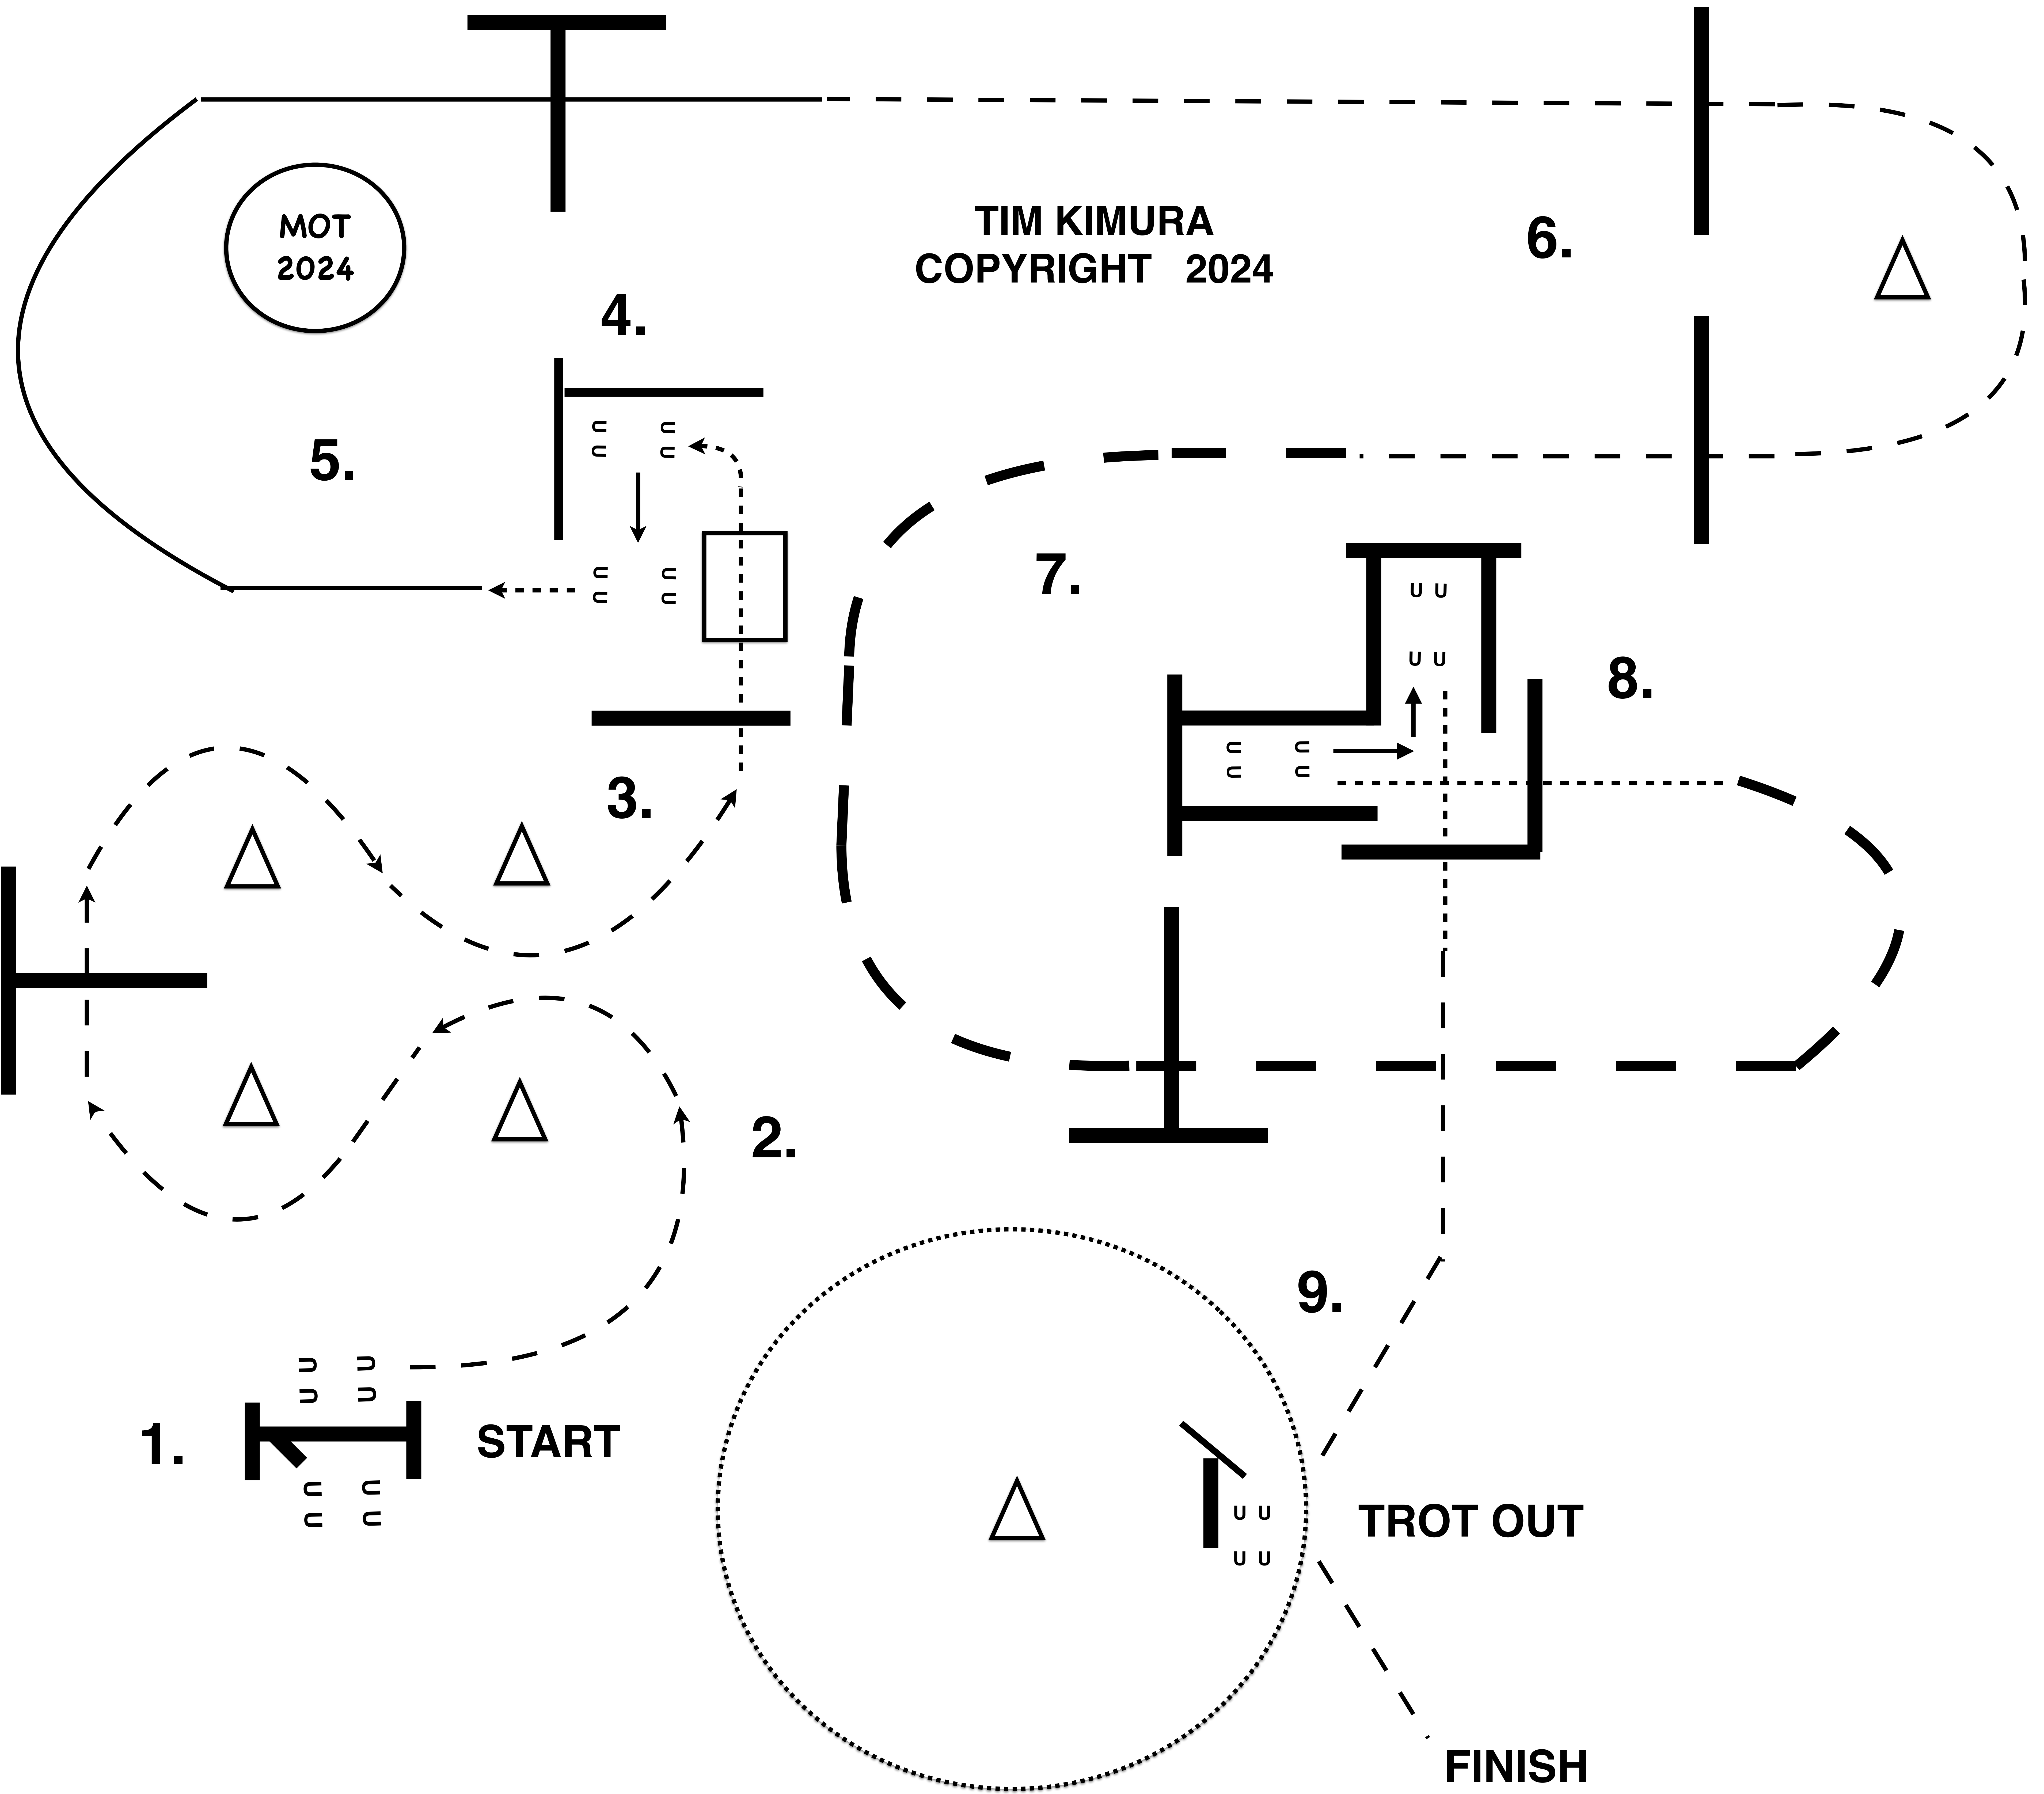 MOT
2024
TIM KIMURA
COPYRIGHT 2024
6.
4.
5.
7.
8.
3.
2.
9.
1.
START
TROT OUT
FINISH